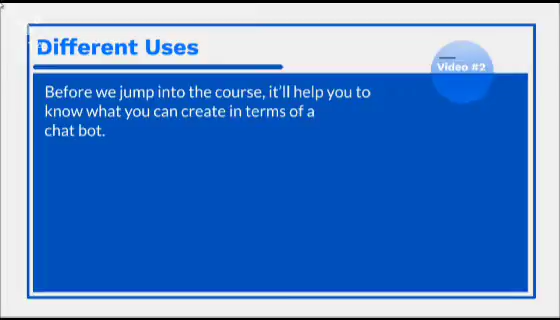 Different Uses
Video #2
Before we jump into the course, it'll help you to
know what you can create in terms of a
chat bot.